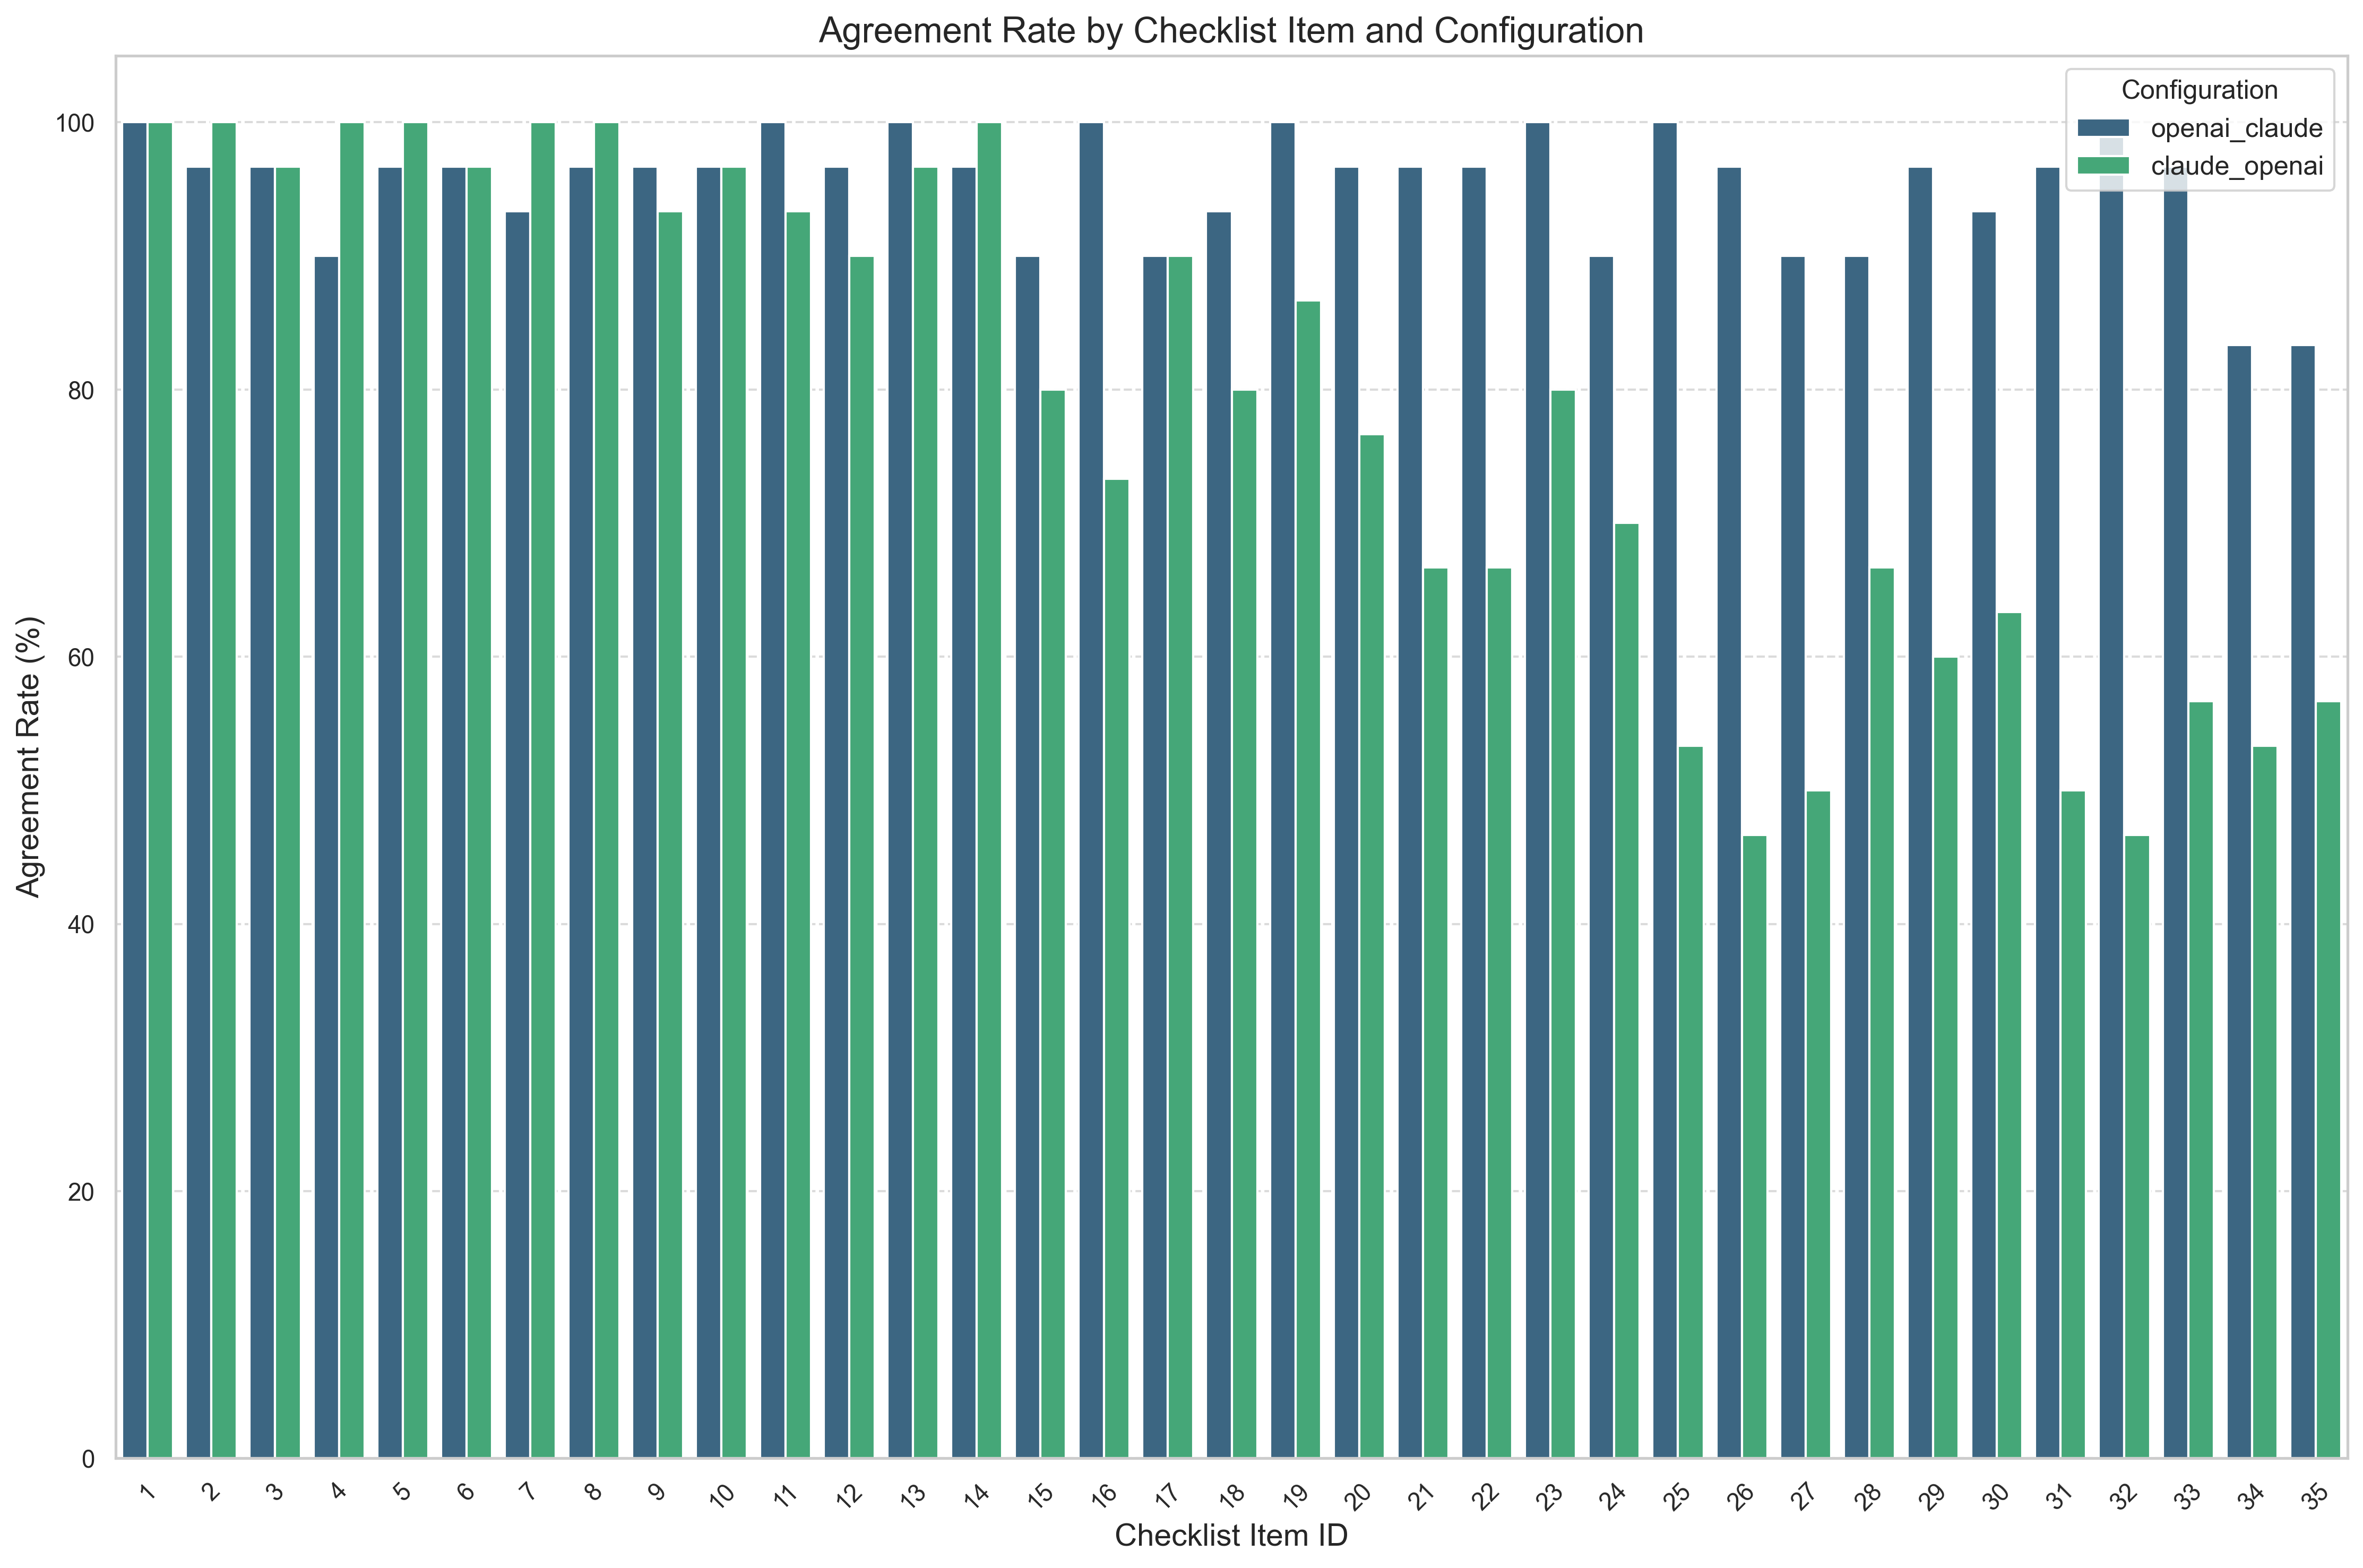 Agreement Rate by Checklist Item and Configuration
Configuration
openai_claude
claude_openai
Agreement Rate (%)
100
80
60
40
20
0
1 2 3 4 5 6 7 8 9 10 11 12 13 14 15 16 17 18 19 20 21 22 23 24 25 26 27 28 29 30 31 32 33 34 35
Checklist Item ID